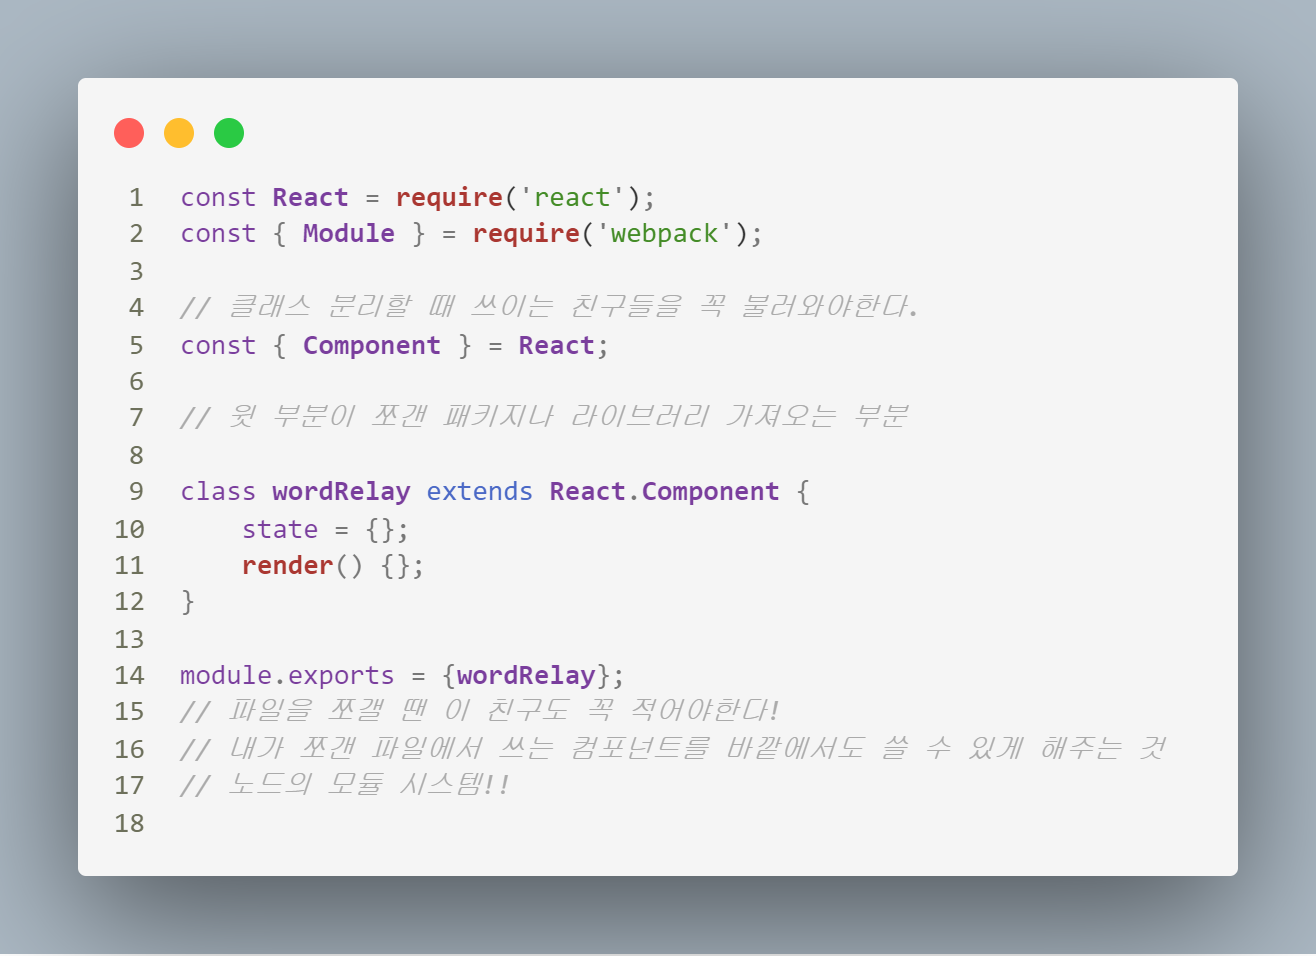 1 const React = require('react');
2 const { Module } = require('webpack');
3
4 // 클래스 분리할 때 쓰이는 친구들을 꼭 불러와야한다.
5 const { Component } = React;
6
7 // 윗 부분이 쪼갠 패키지나 라이브러리 가져오는 부분
8
9 class wordRelay extends React.Component {
10 state = {};
11 render() {};
12 }
13
14 module.exports = {wordRelay};
15 // 파일을 쪼갤 땐 이 친구도 꼭 적어야한다!
16 // 내가 쪼갠 파일에서 쓰는 컴포넌트를 바깥에서도 쓸 수 있게 해주는 것
17 // 노드의 모듈 시스템!!
18